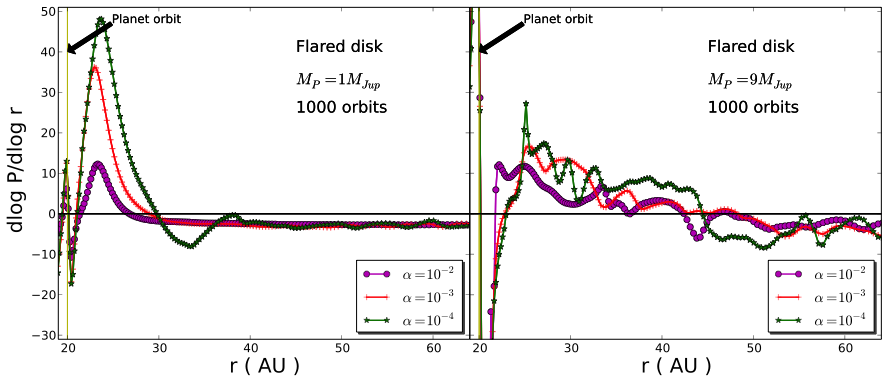 dlog P/dlog r
50
40
30
20
10
0
−10
−20
−30
Planet orbit
Flared disk
M_P = 1M_Jup
1000 orbits
α = 10^-2
α = 10^-3
α = 10^-4
20 30 40 50 60
r ( AU )
Planet orbit
Flared disk
M_P = 9M_Jup
1000 orbits
α = 10^-2
α = 10^-3
α = 10^-4
20 30 40 50 60
r ( AU )